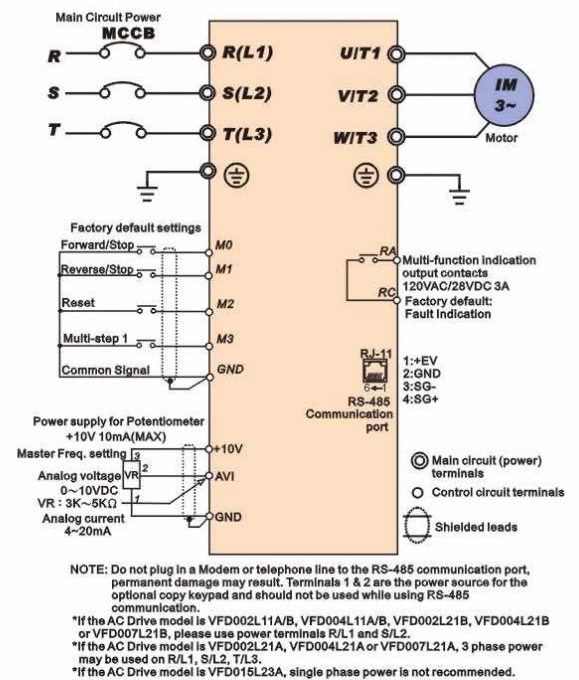 Main Circuit Power
MCCB
R R(L1) U/T1
S S(L2) V/T2
T T(L3) W/T3
IM
3~
Motor
Factory default settings
Forward/Stop M0
Reverse/Stop M1
Reset M2
Multi-step 1 M3
Common Signal GND
RA
Multi-function indication
output contacts
120VAC/28VDC 3A
RC
Factory default:
Fault Indication
RJ-11
6←1
RS-485
Communication
port
1:+EV
2:GND
3:SG-
4:SG+
Power supply for Potentiometer
+10V 10mA(MAX)
+10V
Master Freq. setting 3
Analog voltage VR 2 AVI
0~10VDC
VR : 3K~5KΩ 1
Analog current GND
4~20mA
Main circuit (power)
terminals
Control circuit terminals
Shielded leads
NOTE: Do not plug in a Modem or telephone line to the RS-485 communication port,
permanent damage may result. Terminals 1 & 2 are the power source for the
optional copy keypad and should not be used while using RS-485
communication.
*If the AC Drive model is VFD002L11A/B, VFD004L11A/B, VFD002L21B, VFD004L21B
or VFD007L21B, please use power terminals R/L1 and S/L2.
*If the AC Drive model is VFD002L21A, VFD004L21A or VFD007L21A, 3 phase power
may be used on R/L1, S/L2, T/L3.
*If the AC Drive model is VFD015L23A, single phase power is not recommended.